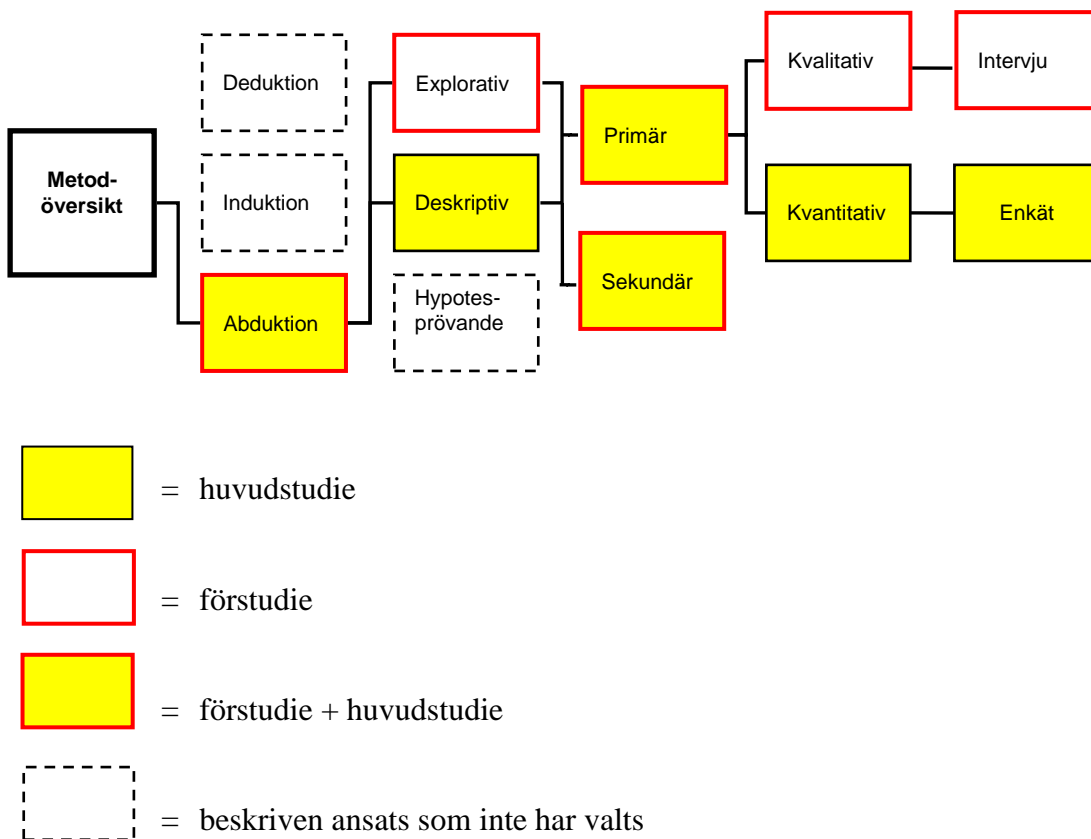 Metod-
översikt
Deduktion
Induktion
Abduktion
Explorativ
Deskriptiv
Hypotes-
prövande
Primär
Sekundär
Kvalitativ
Intervju
Kvantitativ
Enkät
= huvudstudie
= förstudie
= förstudie + huvudstudie
= beskriven ansats som inte har valts